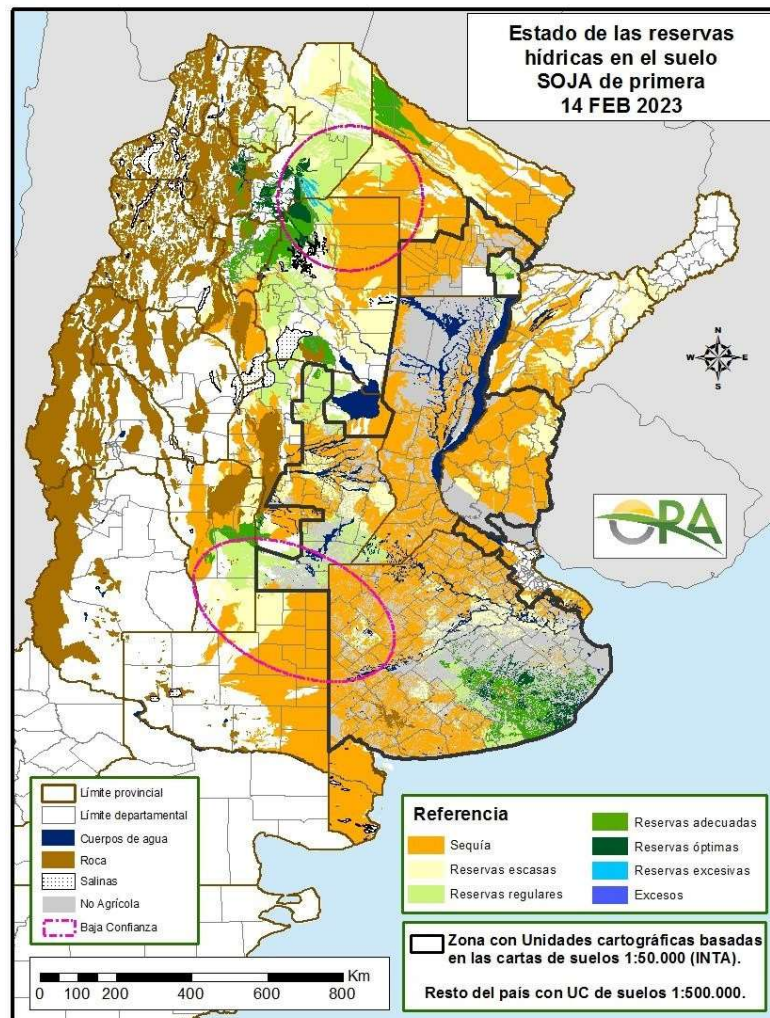 Estado de las reservas
hídricas en el suelo
SOJA de primera
14 FEB 2023
N
W
E
S
ORA
Límite provincial
Límite departamental
Cuerpos de agua
Roca
Salinas
No Agrícola
Baja Confianza
Referencia
Sequía
Reservas escasas
Reservas regulares
Reservas adecuadas
Reservas óptimas
Reservas excesivas
Excesos
Km
0 100 200 400 600 800
Zona con Unidades cartográficas basadas
en las cartas de suelos 1:50.000 (INTA).
Resto del país con UC de suelos 1:500.000.